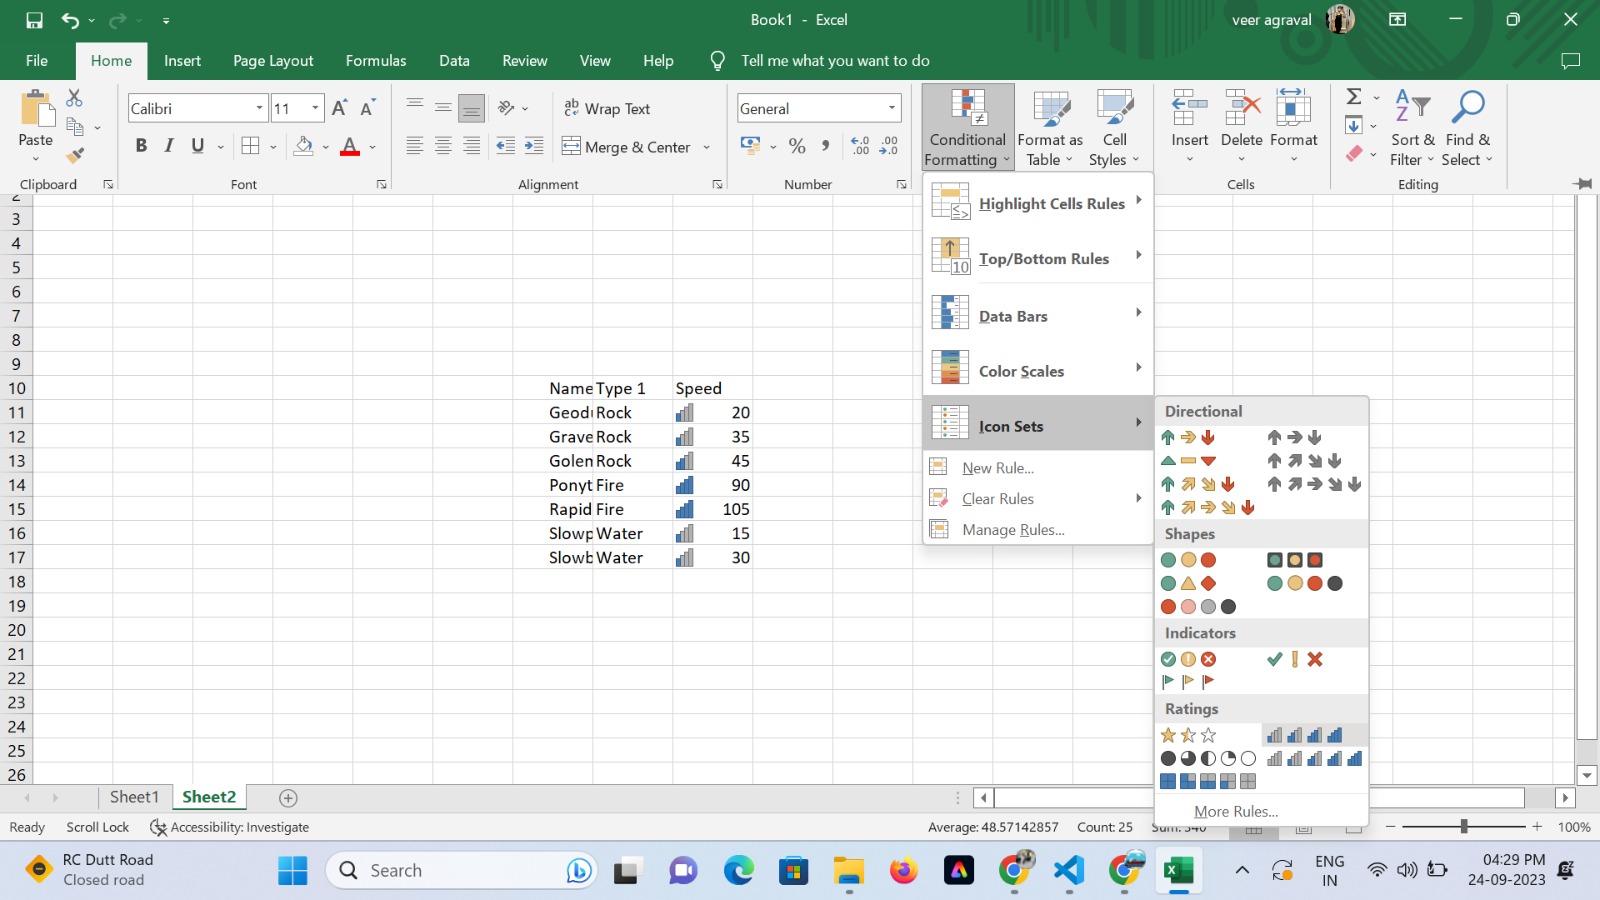 Book1 - Excel
veer agraval
File Home Insert Page Layout Formulas Data Review View Help Tell me what you want to do
Calibri 11
Wrap Text
General
Paste
B I U
Merge & Center
% ,
Conditional Formatting
Format as Table
Cell Styles
Insert Delete Format
Sort & Filter
Find & Select
Clipboard Font Alignment Number Cells Editing
Highlight Cells Rules
Top/Bottom Rules
Data Bars
Color Scales
Icon Sets
New Rule...
Clear Rules
Manage Rules...
Directional
Shapes
Indicators
Ratings
More Rules...
2
3
4
5
6
7
8
9
10 Name Type 1 Speed
11 Geodu Rock 20
12 Grave Rock 35
13 Golen Rock 45
14 Ponyt Fire 90
15 Rapid Fire 105
16 Slowp Water 15
17 Slowb Water 30
18
19
20
21
22
23
24
25
26
Sheet1 Sheet2
Ready Scroll Lock Accessibility: Investigate Average: 48.57142857 Count: 25 Sum: 340 100%
RC Dutt Road
Closed road
Search
ENG
IN
04:29 PM
24-09-2023